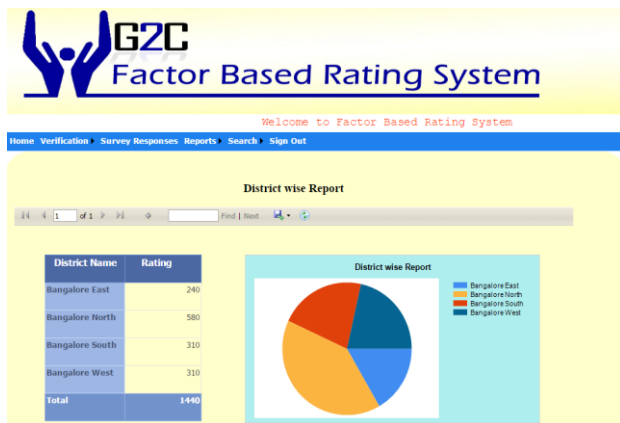 G2C
Factor Based Rating System
Welcome to Factor Based Rating System
Home Verification Survey Responses Reports Search Sign Out
District wise Report
1 of 1 Find | Next
District Name Rating
Bangalore East 240
Bangalore North 580
Bangalore South 310
Bangalore West 310
Total 1440
District wise Report
Bangalore East
Bangalore North
Bangalore South
Bangalore West